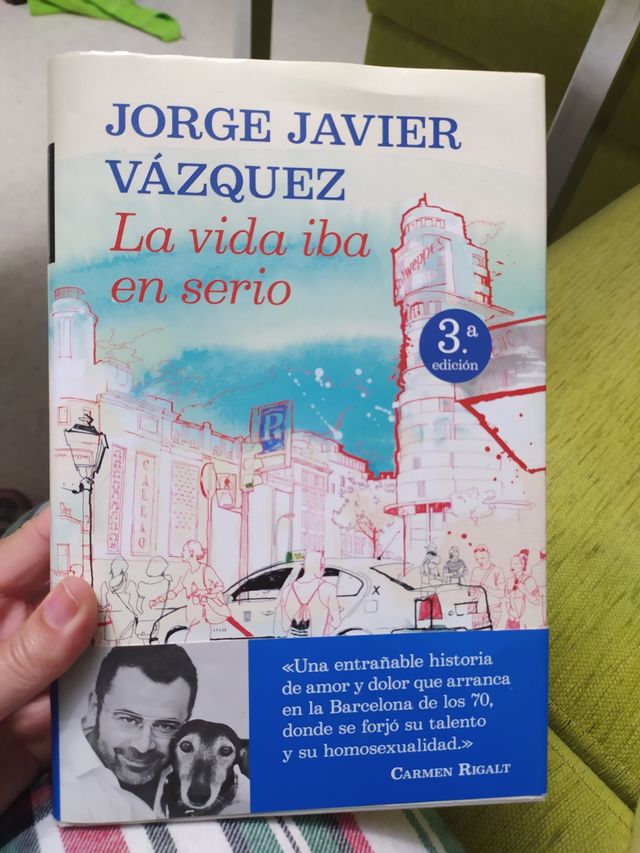 JORGE JAVIER
VÁZQUEZ
La vida iba
en serio
Schweppes
3.ª
edición
P
CALLAO
«Una entrañable historia
de amor y dolor que arranca
en la Barcelona de los 70,
donde se forjó su talento
y su homosexualidad.»
CARMEN RIGALT